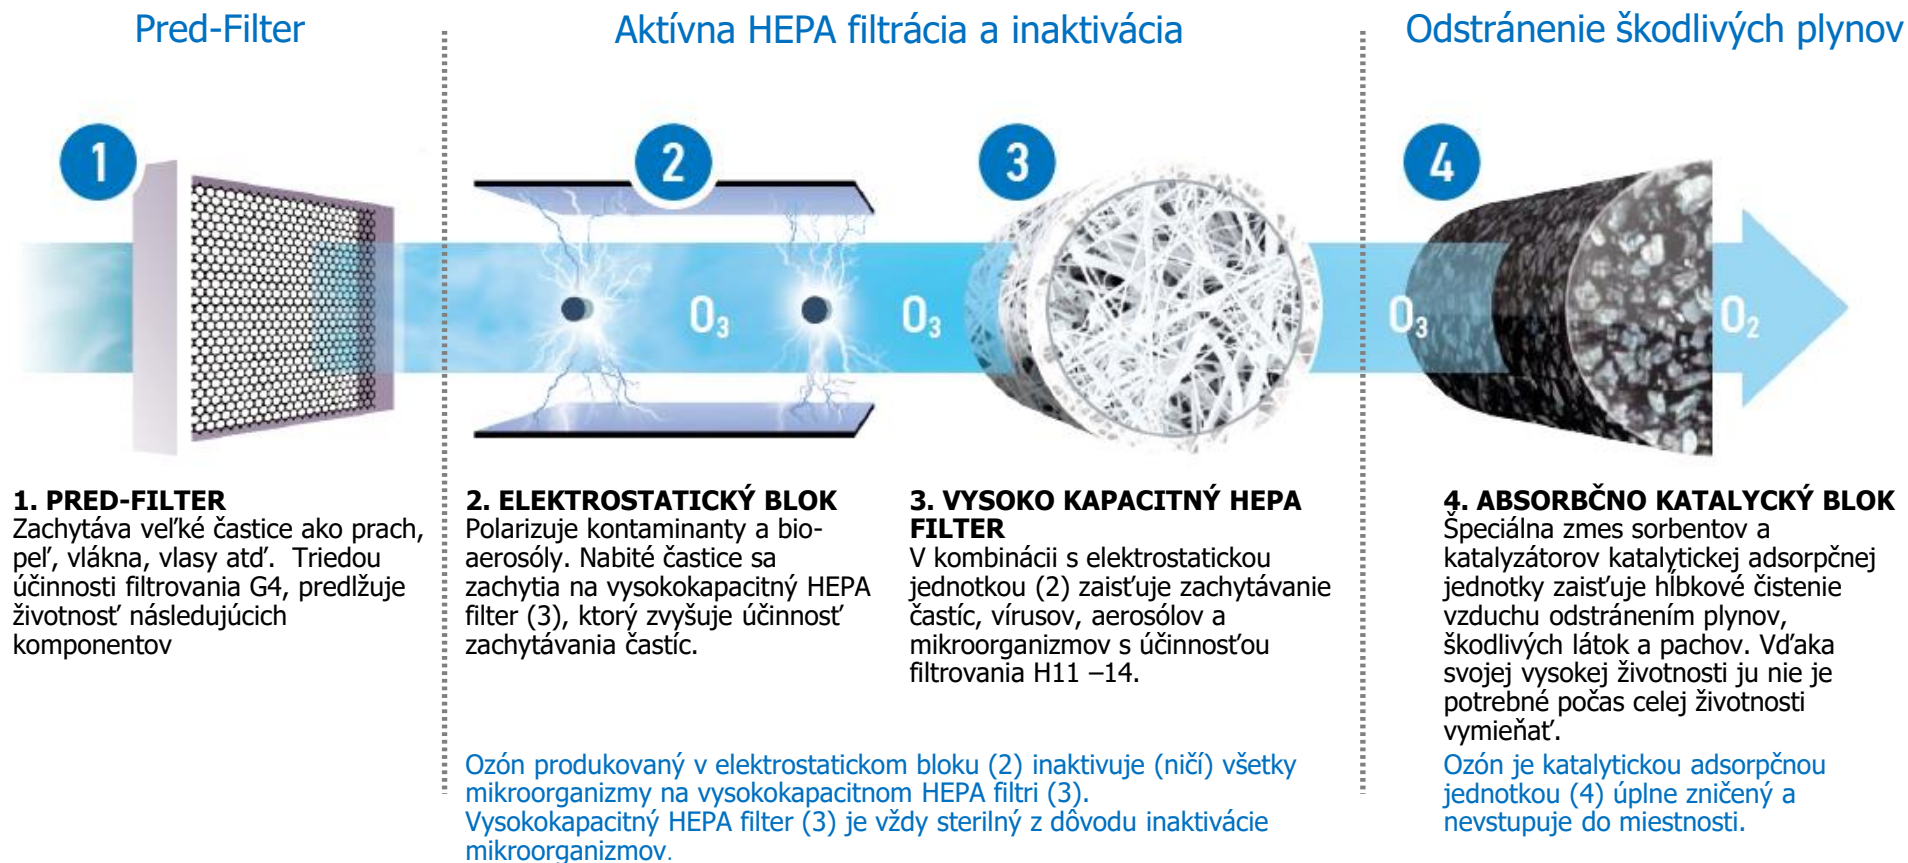 Pred-Filter
Aktívna HEPA filtrácia a inaktivácia
Odstránenie škodlivých plynov
1
2
3
4
O₃
O₃
O₃
O₂
1. PRED-FILTER
Zachytáva veľké častice ako prach,
peľ, vlákna, vlasy atď. Triedou
účinnosti filtrovania G4, predlžuje
životnosť následujúcich
komponentov
2. ELEKTROSTATICKÝ BLOK
Polarizuje kontaminanty a bio-
aerosóly. Nabité častice sa
zachytia na vysokokapacitný HEPA
filter (3), ktorý zvyšuje účinnosť
zachytávania častíc.
3. VYSOKO KAPACITNÝ HEPA
FILTER
V kombinácii s elektrostatickou
jednotkou (2) zaisťuje zachytávanie
častíc, vírusov, aerosólov a
mikroorganizmov s účinnosťou
filtrovania H11 –14.
Ozón produkovaný v elektrostatickom bloku (2) inaktivuje (ničí) všetky
mikroorganizmy na vysokokapacitnom HEPA filtri (3).
Vysokokapacitný HEPA filter (3) je vždy sterilný z dôvodu inaktivácie
mikroorganizmov.
4. ABSORBČNO KATALYCKÝ BLOK
Špeciálna zmes sorbentov a
katalyzátorov katalytickej adsorpčnej
jednotky zaisťuje hĺbkové čistenie
vzduchu odstránením plynov,
škodlivých látok a pachov. Vďaka
svojej vysokej životnosti ju nie je
potrebné počas celej životnosti
vymieňať.
Ozón je katalytickou adsorpčnou
jednotkou (4) úplne zničený a
nevstupuje do miestnosti.